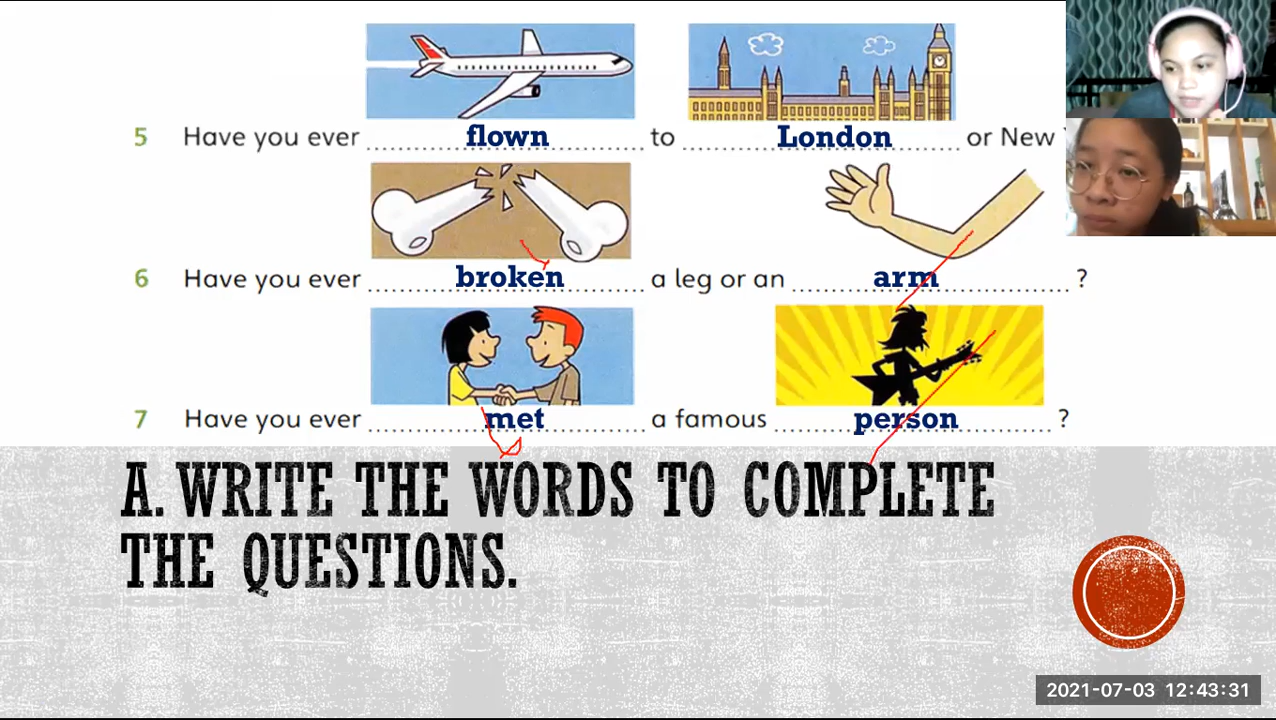 5 Have you ever flown to London or New
6 Have you ever broken a leg or an arm ?
7 Have you ever met a famous person ?
A. WRITE THE WORDS TO COMPLETE
THE QUESTIONS.
2021-07-03 12:43:31